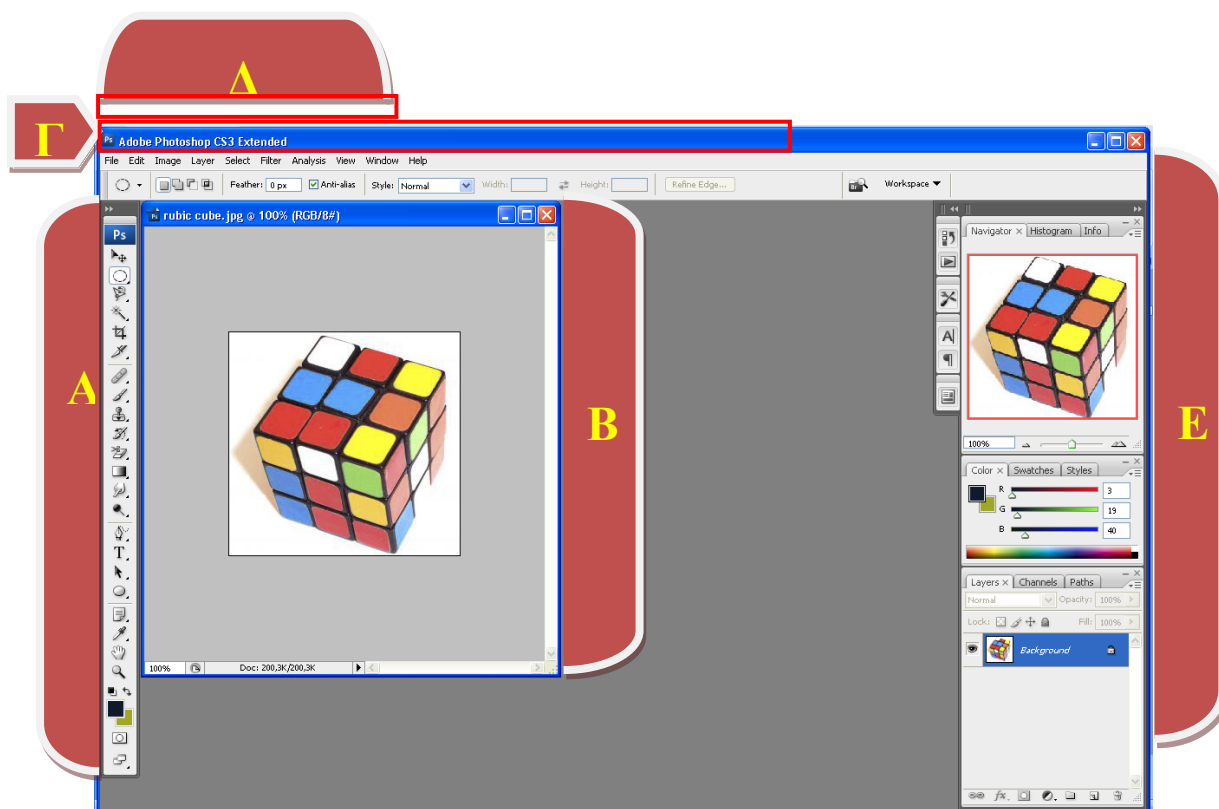 Δ
Γ
Adobe Photoshop CS3 Extended
File Edit Image Layer Select Filter Analysis View Window Help
Feather: 0 px Anti-alias Style: Normal Width: Height: Refine Edge... Workspace
rubic cube.jpg @ 100% (RGB/8#)
Ps
Α
Β
Ε
T
100% Doc: 200,3K/200,3K
Navigator Histogram Info
100%
Color Swatches Styles
R 3
G 19
B 40
Layers Channels Paths
Normal Opacity: 100%
Lock: Fill: 100%
Background
fx